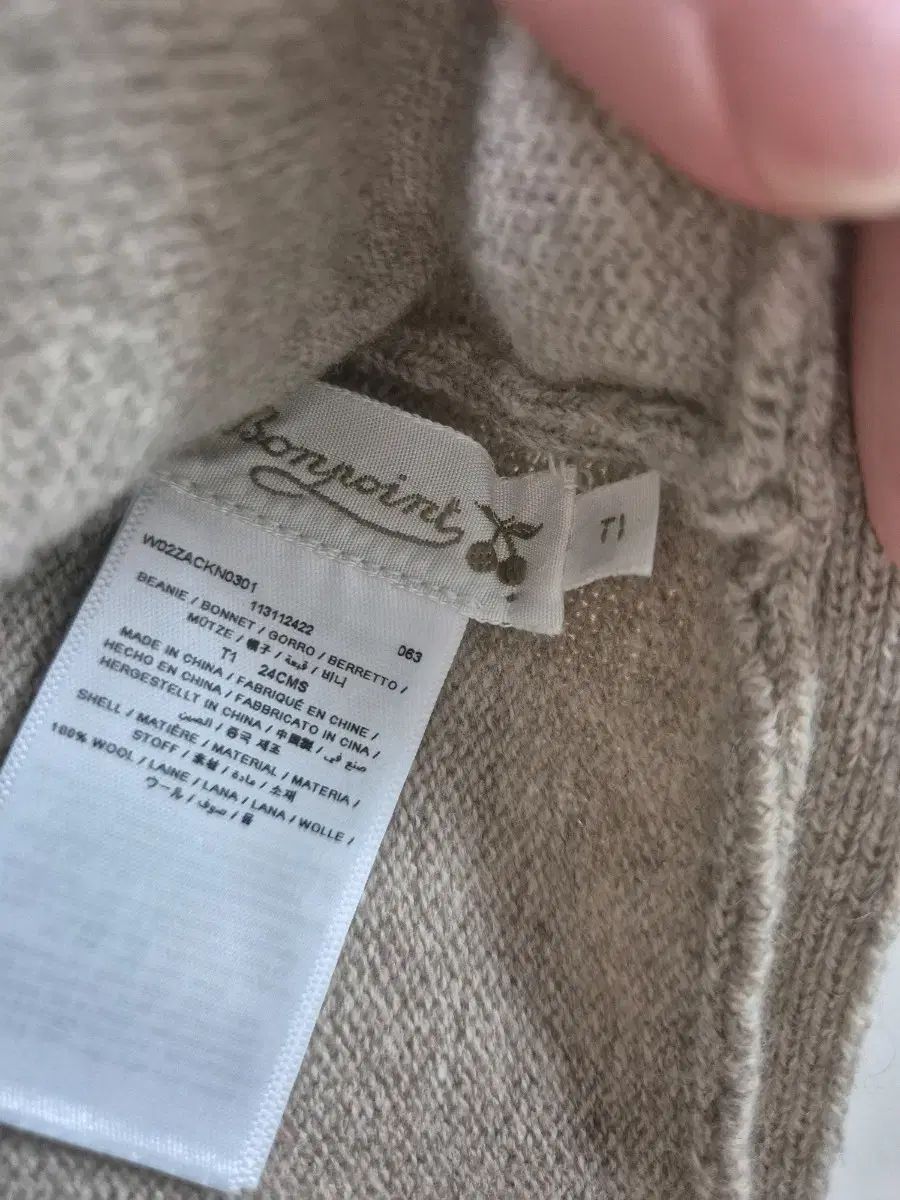 Bonpoint
T1
W02ZACKN0301
113112422 063
BEANIE / BONNET / GORRO / BERRETTO /
MÜTZE / 帽子 / قبعة / 비니
T1 24CMS
MADE IN CHINA / FABRIQUÉ EN CHINE /
HECHO EN CHINA / FABBRICATO IN CINA /
HERGESTELLT IN CHINA / 中国製 / صنع في
الصين / 중국 제조
SHELL / MATIÈRE / MATERIAL / MATERIA /
STOFF / 素材 / مادة / 소재
100% WOOL / LAINE / LANA / LANA / WOLLE /
ウール / صوف / 울